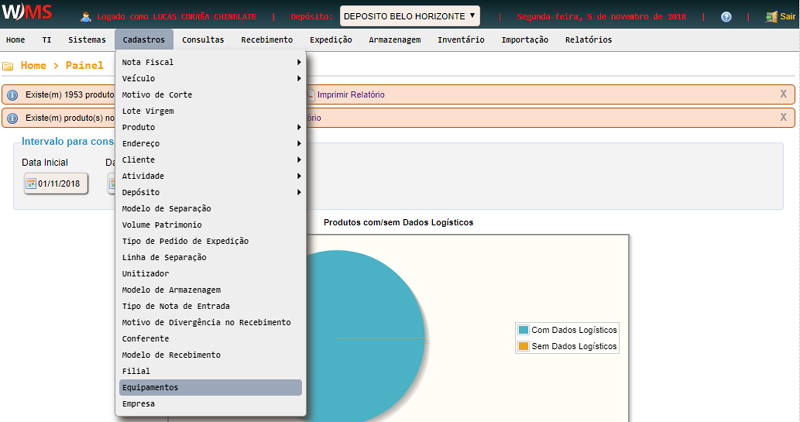 WMS Logado como LUCAS CORRÊA CHINELATE | Depósito: DEPOSITO BELO HORIZONTE | Segunda-feira, 5 de novembro de 2018 | | Sair
Home TI Sistemas Cadastros Consultas Recebimento Expedição Armazenagem Inventário Importação Relatórios
Home > Painel
Existe(m) 1953 produto Imprimir Relatório X
Existe(m) produto(s) no ório X
Intervalo para cons
Data Inicial Da
01/11/2018
Nota Fiscal
Veículo
Motivo de Corte
Lote Virgem
Produto
Endereço
Cliente
Atividade
Depósito
Modelo de Separação
Volume Patrimonio
Tipo de Pedido de Expedição
Linha de Separação
Unitizador
Modelo de Armazenagem
Tipo de Nota de Entrada
Motivo de Divergência no Recebimento
Conferente
Modelo de Recebimento
Filial
Equipamentos
Empresa
Produtos com/sem Dados Logísticos
Com Dados Logísticos
Sem Dados Logísticos